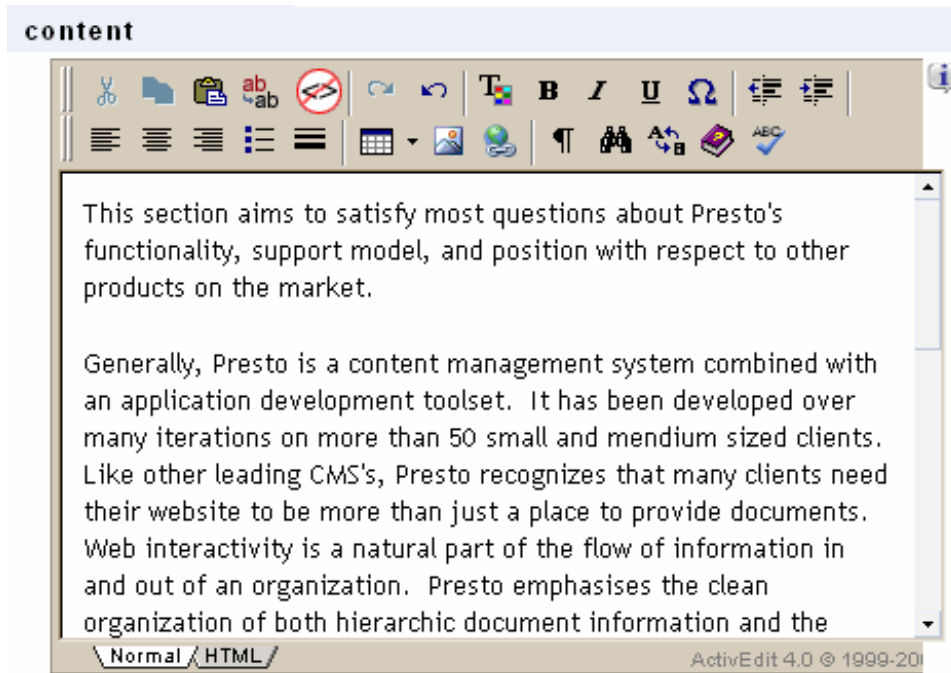 content
ab
ab
T B I U Ω
¶ A B ABC
This section aims to satisfy most questions about Presto's
functionality, support model, and position with respect to other
products on the market.
Generally, Presto is a content management system combined with
an application development toolset. It has been developed over
many iterations on more than 50 small and mendium sized clients.
Like other leading CMS's, Presto recognizes that many clients need
their website to be more than just a place to provide documents.
Web interactivity is a natural part of the flow of information in
and out of an organization. Presto emphasises the clean
organization of both hierarchic document information and the
Normal HTML
ActivEdit 4.0 © 1999-20